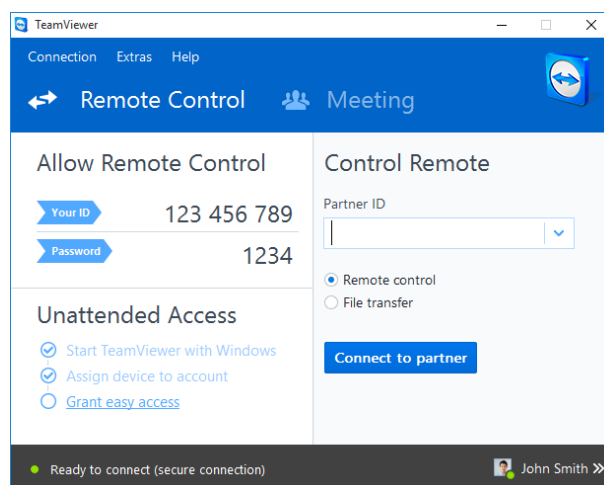 TeamViewer
Connection Extras Help
Remote Control Meeting
Allow Remote Control
Your ID 123 456 789
Password 1234
Unattended Access
Start TeamViewer with Windows
Assign device to account
Grant easy access
Control Remote
Partner ID
Remote control
File transfer
Connect to partner
Ready to connect (secure connection) John Smith